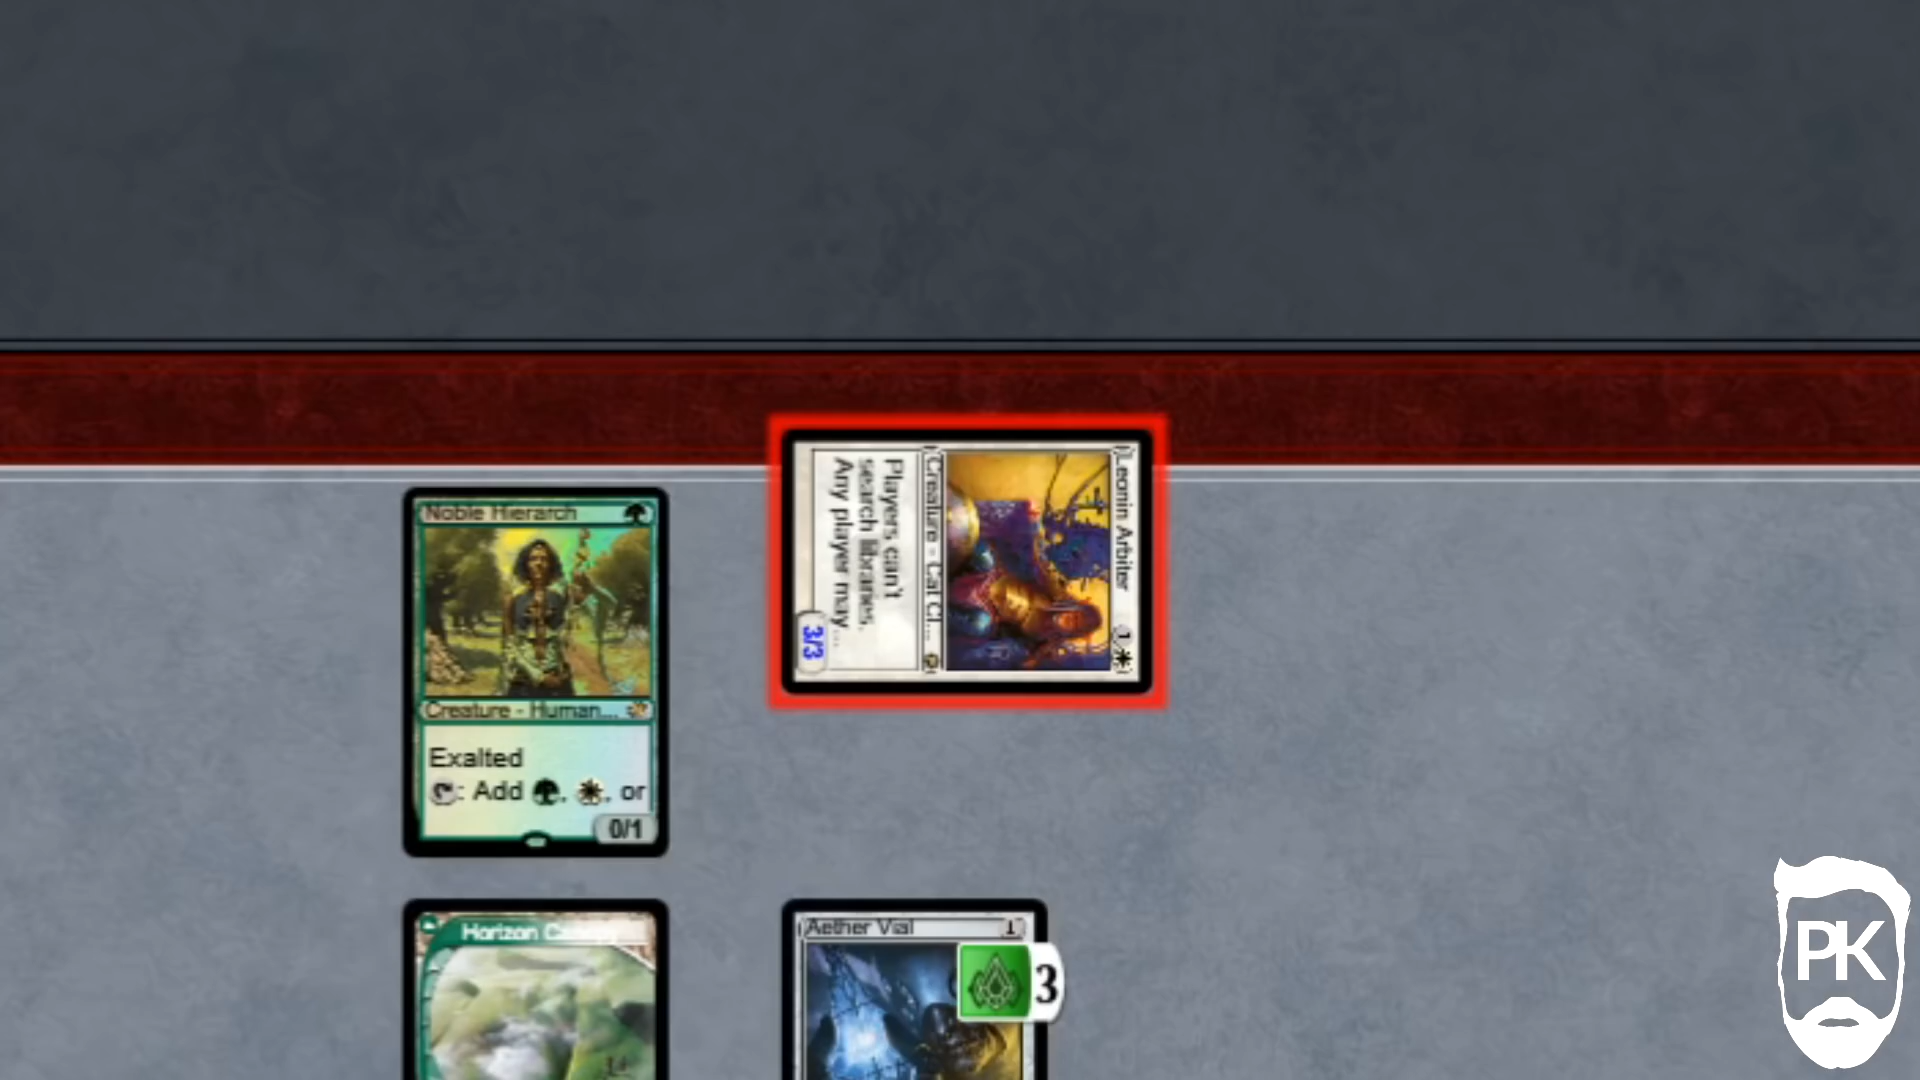 Noble Hierarch
Creature - Human...
Exalted
: Add , , or
0/1
Leonin Arbiter
1
Creature - Cat Cl...
Players can't
search libraries.
Any player may...
3/3
Horizon Canopy
Aether Vial
1
3
PK